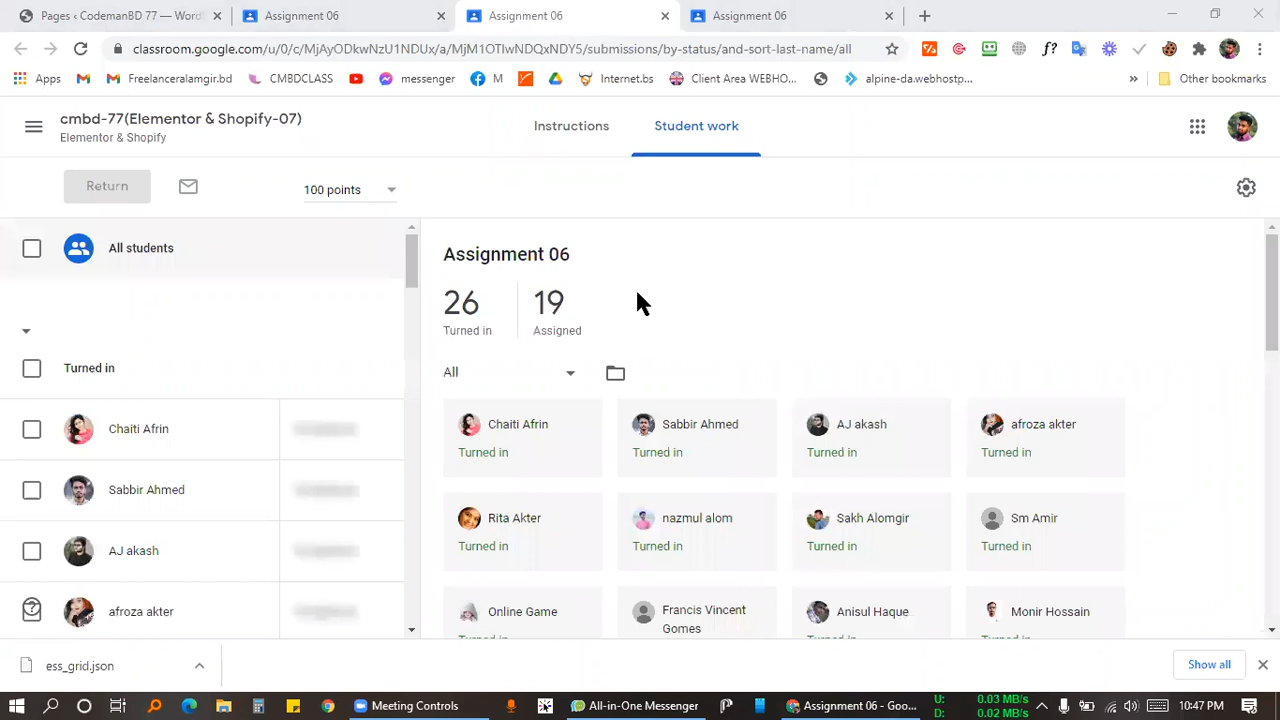 Pages ‹ CodemanBD 77 — Word
Assignment 06
Assignment 06
Assignment 06
classroom.google.com/u/0/c/MjAyODkwNzU1NDUx/a/MjM1OTIwNDQxNDY5/submissions/by-status/and-sort-last-name/all
Apps
Freelanceralamgir.bd
CMBDCLASS
messenger
M
Internet.bs
Client Area WEBHO...
alpine-da.webhostp...
»
Other bookmarks
cmbd-77(Elementor & Shopify-07)
Elementor & Shopify
Instructions
Student work
Return
100 points
All students
Assignment 06
26
19
Turned in
Assigned
Turned in
All
Chaiti Afrin
Sabbir Ahmed
AJ akash
afroza akter
Chaiti Afrin
Turned in
Sabbir Ahmed
Turned in
AJ akash
Turned in
afroza akter
Turned in
Rita Akter
Turned in
nazmul alom
Turned in
Sakh Alomgir
Turned in
Sm Amir
Turned in
Online Game
Francis Vincent
Gomes
Anisul Haque
Monir Hossain
ess_grid.json
Show all
Meeting Controls
All-in-One Messenger
Assignment 06 - Goo...
U: 0.03 MB/s
D: 0.02 MB/s
10:47 PM